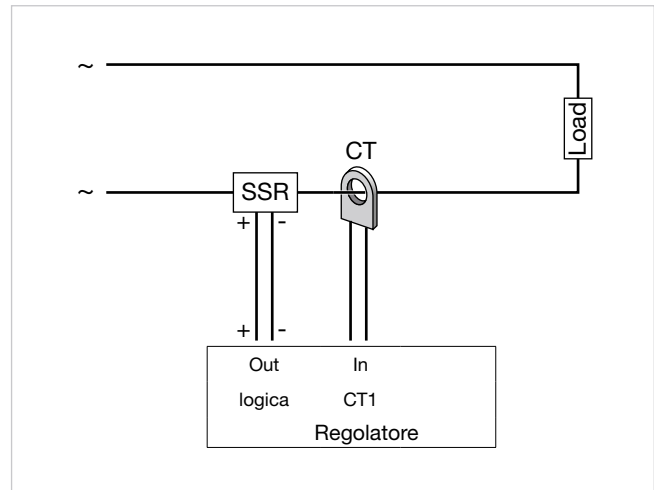 ~
Load
CT
~
SSR
+ -
+ -
Out In
logica CT1
Regolatore